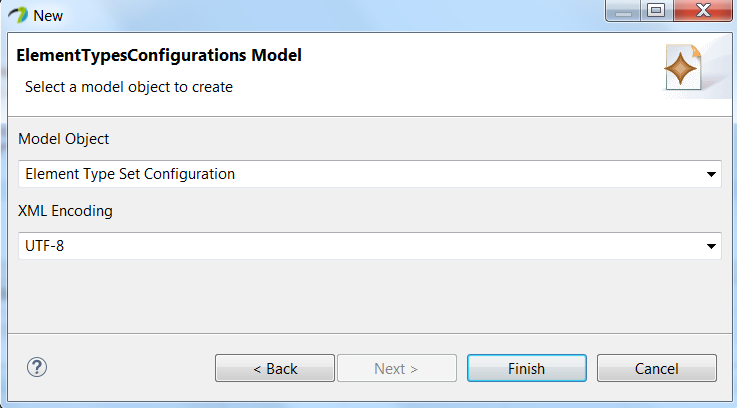 New
ElementTypesConfigurations Model
Select a model object to create
Model Object
Element Type Set Configuration
XML Encoding
UTF-8
? < Back Next > Finish Cancel